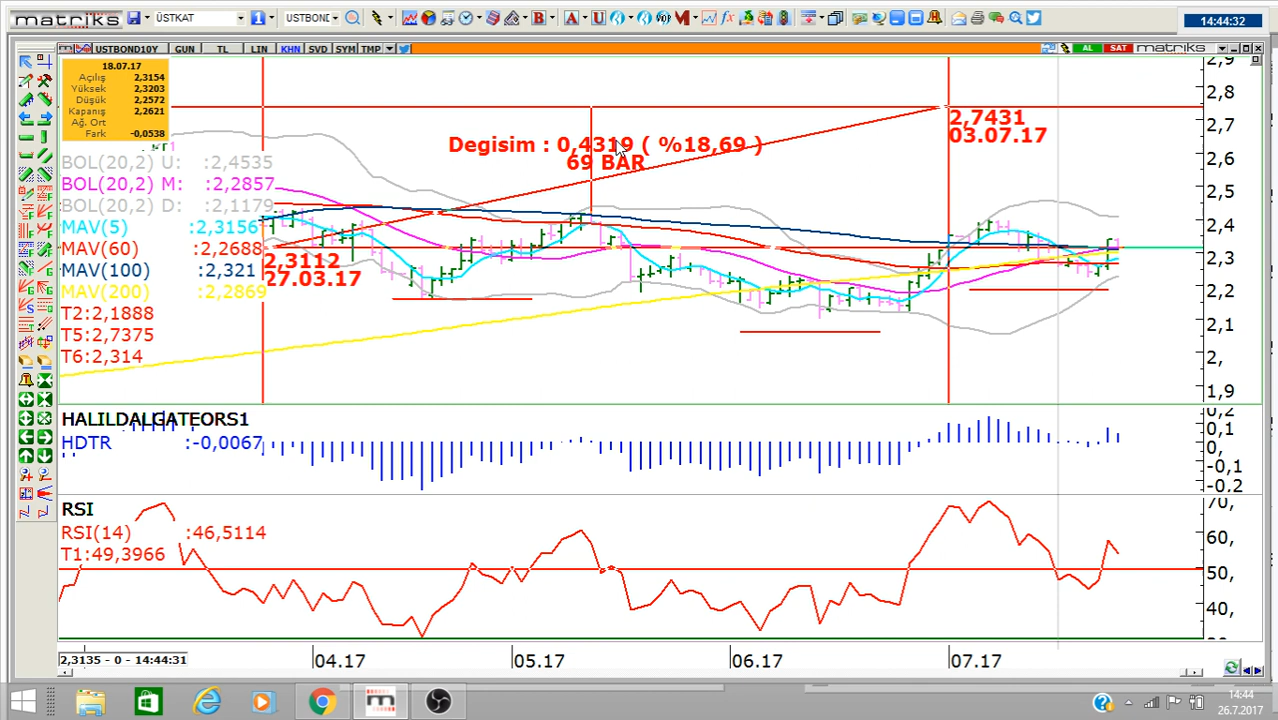 matriks ÜSTKAT USTBOND 14:44:32
USTBOND10Y GUN TL LIN KHN SVD SYM TMP AL SAT matriks
18.07.17
Açılış 2,3154
Yüksek 2,3203
Düşük 2,2572
Kapanış 2,2621
Ağ. Ort
Fark -0,0538
BOL(20,2) U: :2,4535
BOL(20,2) M: :2,2857
BOL(20,2) D: :2,1179
MAV(5) :2,3156
MAV(60) :2,2688
MAV(100) :2,321
MAV(200) :2,2869
T2:2,1888
T5:2,7375
T6:2,314
Degisim : 0,4319 ( %18,69 )
69 BAR
2,7431
03.07.17
2,3112
27.03.17
2,9
2,8
2,7
2,6
2,5
2,4
2,3
2,2
2,1
2,
1,9
HALILDALGATEORS1
HDTR :-0,0067
0,2
0,1
0,
-0,1
-0.2
RSI
RSI(14) :46,5114
T1:49,3966
70,
60,
50,
40,
2,3135 - 0 - 14:44:31
04.17 05.17 06.17 07.17
14:44
26.7.2017